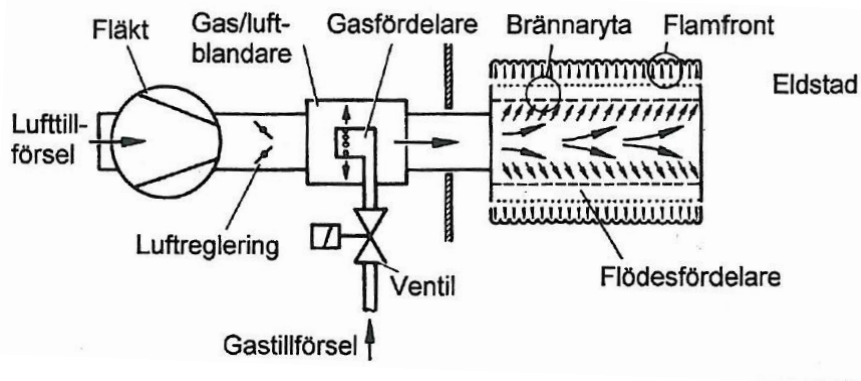 Fläkt
Gas/luft-
blandare
Gasfördelare
Brännaryta
Flamfront
Eldstad
Lufttill-
försel
Luftreglering
Ventil
Flödesfördelare
Gastillförsel